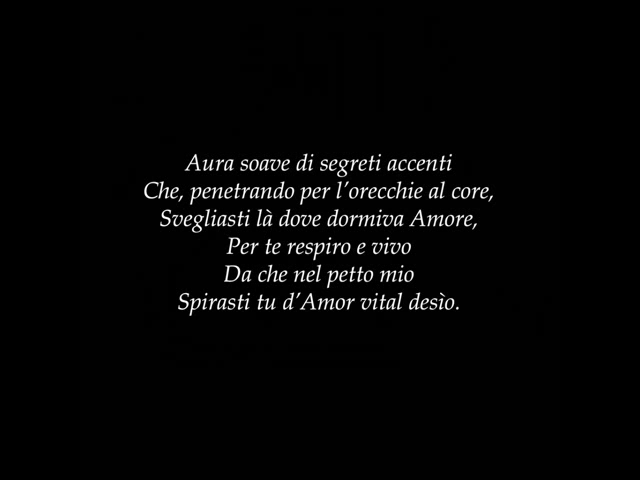 Aura soave di segreti accenti
Che, penetrando per l’orecchie al core,
Svegliasti là dove dormiva Amore,
Per te respiro e vivo
Da che nel petto mio
Spirasti tu d’Amor vital desìo.